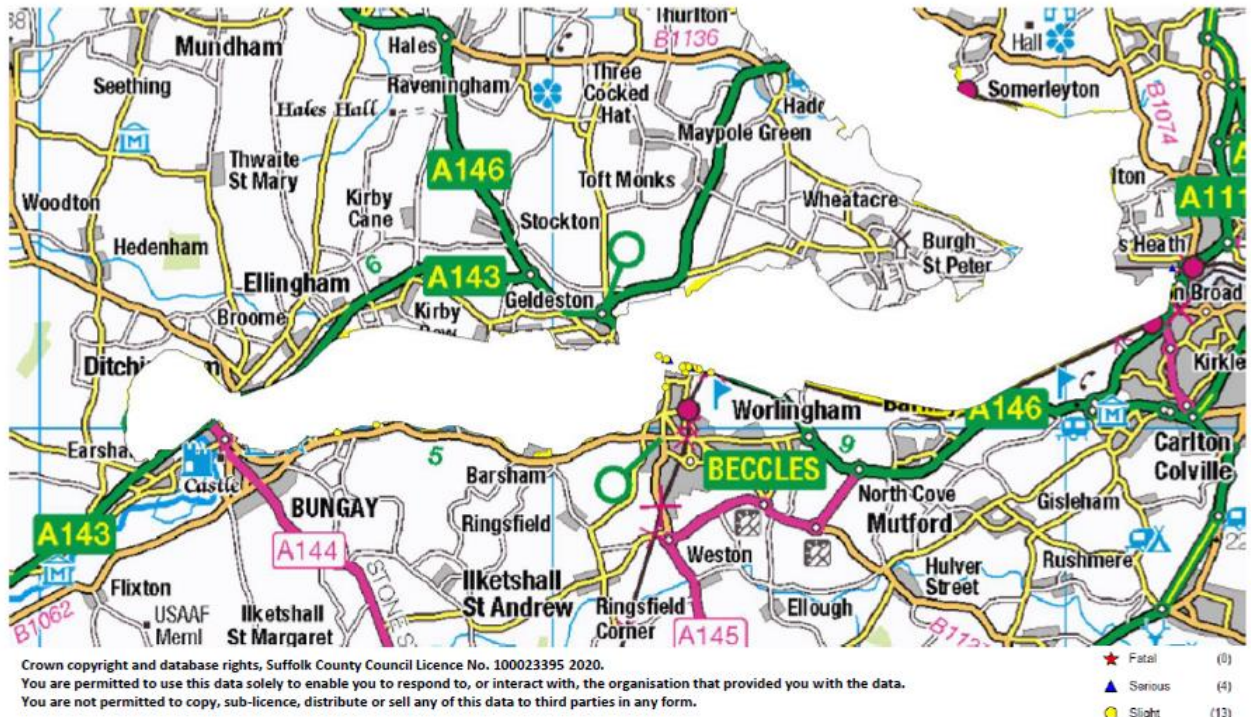 Mundham
Hales
Thurlton
B1136
Hall
Somerleyton
Seething
Raveningham
Three
Cocked
Hat
Hales Hall
Maypole Green
B1074
Thwaite
St Mary
A146
Toft Monks
Woodton
Kirby
Cane
Stockton
Wheatacre
Hedenham
Burgh
St Peter
s Heath
6
A143
Ellingham
Geldeston
Broome
Kirby
n Broad
Worlingham
A146
Earsha
5
9
Castle
BECCLES
Carlton
Colville
Barsham
BUNGAY
North Cove
Gisleham
Mutford
A143
Ringsfield
A144
Weston
Hulver
Street
Rushmere
Flixton
Ilketshall
St Andrew
USAAF
Meml
Ilketshall
St Margaret
Ringsfield
Corner
Ellough
B1062
A145
Crown copyright and database rights, Suffolk County Council Licence No. 100023395 2020.
You are permitted to use this data solely to enable you to respond to, or interact with, the organisation that provided you with the data.
You are not permitted to copy, sub-licence, distribute or sell any of this data to third parties in any form.
Fatal (0)
Serious (4)
Slight (13)